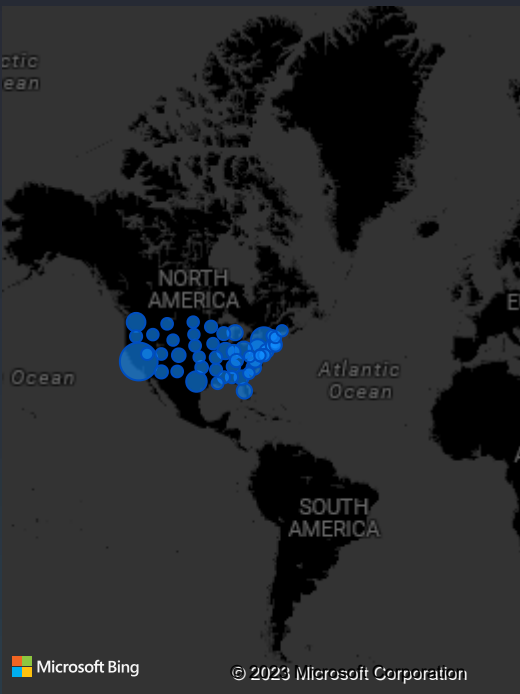 ctic
ean
NORTH
AMERICA
E
Ocean
Atlantic
Ocean
A
SOUTH
AMERICA
Microsoft Bing
© 2023 Microsoft Corporation